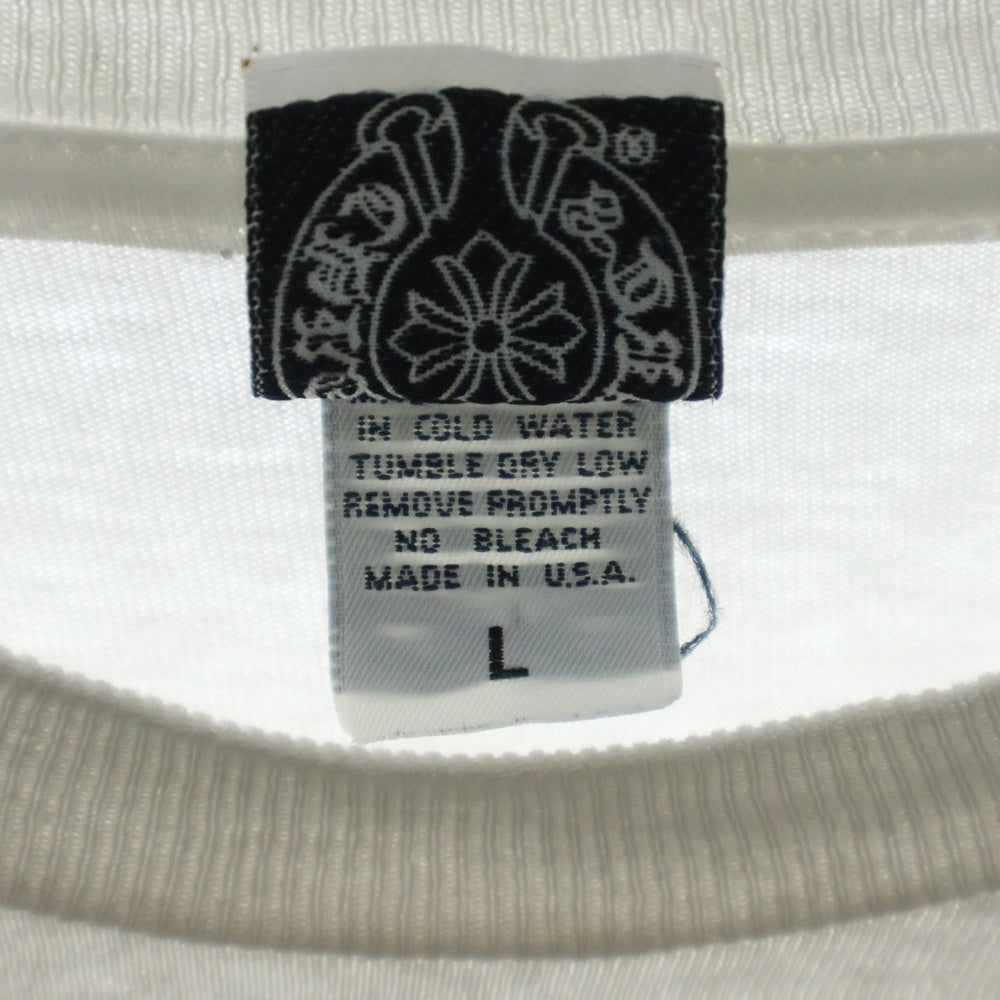 ®
IN COLD WATER
TUMBLE DRY LOW
REMOVE PROMPTLY
NO BLEACH
MADE IN U.S.A.
L